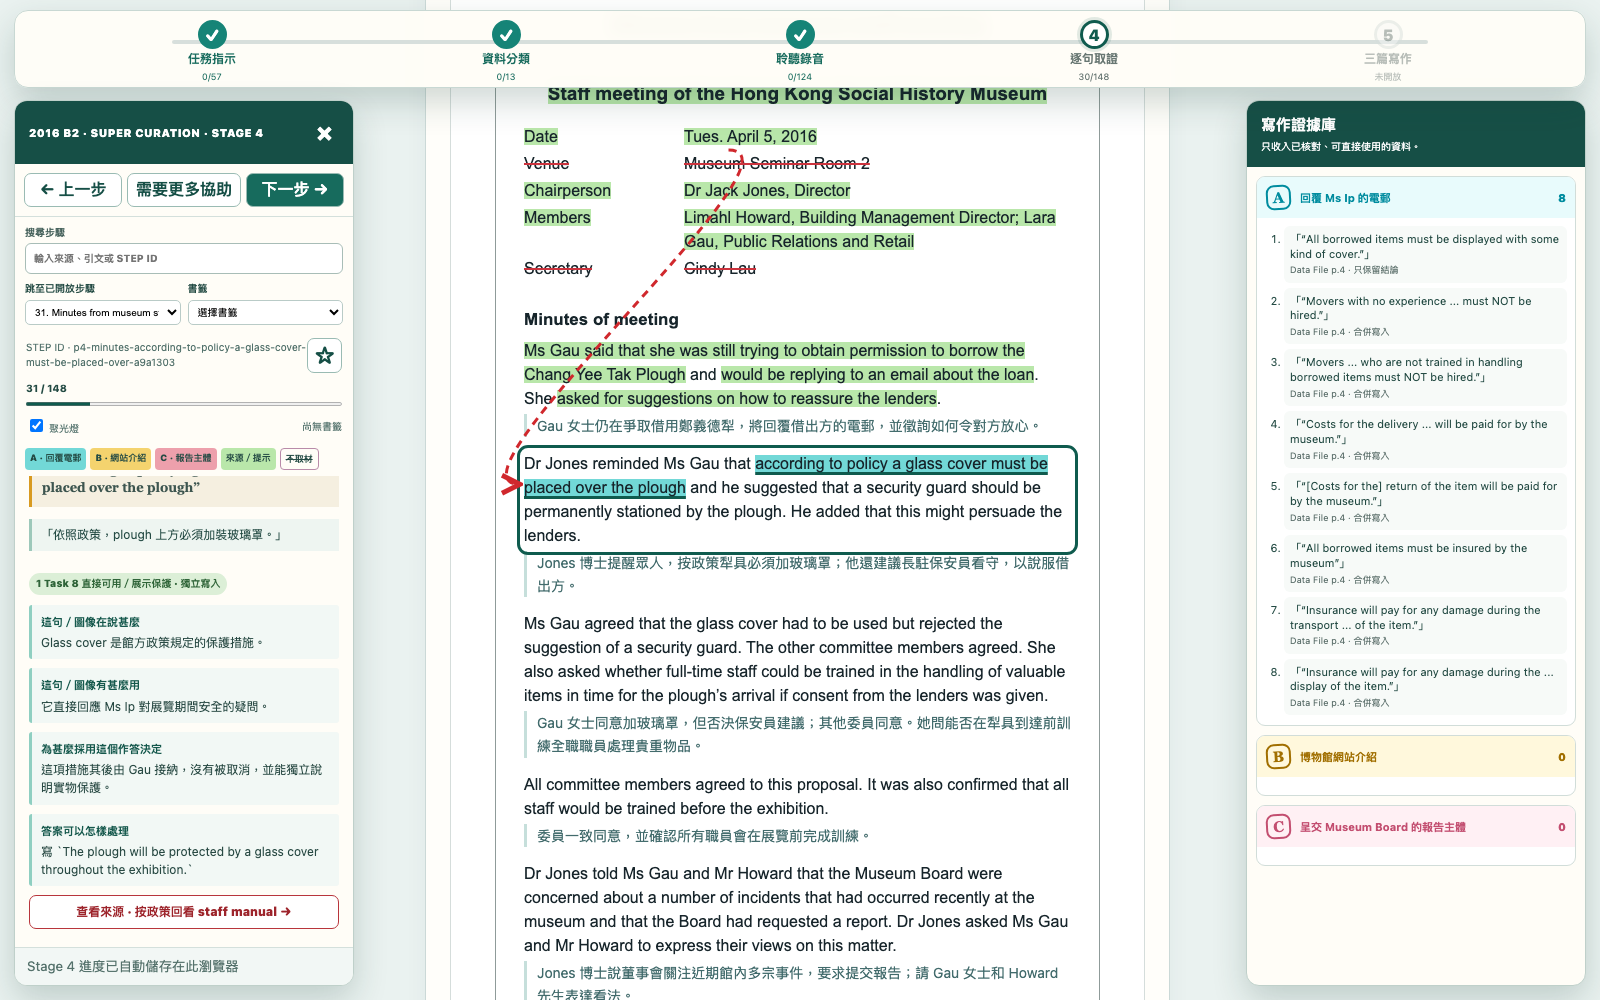 任務指示
0/57
資料分類
0/13
聆聽錄音
0/124
4
逐句取證
30/148
5
三篇寫作
未開放
2016 B2 · SUPER CURATION · STAGE 4
← 上一步
需要更多協助
下一步 →
搜尋步驟
輸入來源、引文或 STEP ID
跳至已開放步驟
書籤
31. Minutes from museum s
選擇書籤
STEP ID · p4-minutes-according-to-policy-a-glass-cover-
must-be-placed-over-a9a1303
31 / 148
聚光燈
尚無書籤
A · 回覆電郵
B · 網站介紹
C · 報告主體
來源 / 提示
不取材
placed over the plough”
「依照政策，plough 上方必須加裝玻璃罩。」
1 Task 8 直接可用 / 展示保護 · 獨立寫入
這句 / 圖像在說甚麼
Glass cover 是館方政策規定的保護措施。
這句 / 圖像有甚麼用
它直接回應 Ms Ip 對展覽期間安全的疑問。
為甚麼採用這個作答決定
這項措施其後由 Gau 接納，沒有被取消，並能獨立說
明實物保護。
答案可以怎樣處理
寫 `The plough will be protected by a glass cover
throughout the exhibition.`
查看來源 · 按政策回看 staff manual →
Stage 4 進度已自動儲存在此瀏覽器
Staff meeting of the Hong Kong Social History Museum
Date
Tues. April 5, 2016
Venue
Museum Seminar Room 2
Chairperson
Dr Jack Jones, Director
Members
Limahl Howard, Building Management Director; Lara
Gau, Public Relations and Retail
Secretary
Cindy Lau
Minutes of meeting
Ms Gau said that she was still trying to obtain permission to borrow the
Chang Yee Tak Plough and would be replying to an email about the loan.
She asked for suggestions on how to reassure the lenders.
Gau 女士仍在爭取借用鄭義德犁，將回覆借出方的電郵，並徵詢如何令對方放心。
Dr Jones reminded Ms Gau that according to policy a glass cover must be
placed over the plough and he suggested that a security guard should be
permanently stationed by the plough. He added that this might persuade the
lenders.
Jones 博士提醒眾人，按政策犁具必須加玻璃罩；他還建議長駐保安員看守，以說服借
出方。
Ms Gau agreed that the glass cover had to be used but rejected the
suggestion of a security guard. The other committee members agreed. She
also asked whether full-time staff could be trained in the handling of valuable
items in time for the plough’s arrival if consent from the lenders was given.
Gau 女士同意加玻璃罩，但否決保安員建議；其他委員同意。她問能否在犁具到達前訓
練全職職員處理貴重物品。
All committee members agreed to this proposal. It was also confirmed that all
staff would be trained before the exhibition.
委員一致同意，並確認所有職員會在展覽前完成訓練。
Dr Jones told Ms Gau and Mr Howard that the Museum Board were
concerned about a number of incidents that had occurred recently at the
museum and that the Board had requested a report. Dr Jones asked Ms Gau
and Mr Howard to express their views on this matter.
Jones 博士說董事會關注近期館內多宗事件，要求提交報告；請 Gau 女士和 Howard
先生表達看法。
寫作證據庫
只收入已核對、可直接使用的資料。
A
回覆 Ms Ip 的電郵
8
1. 「“All borrowed items must be displayed with some
kind of cover.”」
Data File p.4 · 只保留結論
2. 「“Movers with no experience ... must NOT be
hired.”」
Data File p.4 · 合併寫入
3. 「“Movers ... who are not trained in handling
borrowed items must NOT be hired.”」
Data File p.4 · 合併寫入
4. 「“Costs for the delivery ... will be paid for by the
museum.”」
Data File p.4 · 合併寫入
5. 「“[Costs for the] return of the item will be paid for
by the museum.”」
Data File p.4 · 合併寫入
6. 「“All borrowed items must be insured by the
museum”」
Data File p.4 · 合併寫入
7. 「“Insurance will pay for any damage during the
transport ... of the item.”」
Data File p.4 · 合併寫入
8. 「“Insurance will pay for any damage during the ...
display of the item.”」
Data File p.4 · 合併寫入
B
博物館網站介紹
0
C
呈交 Museum Board 的報告主體
0